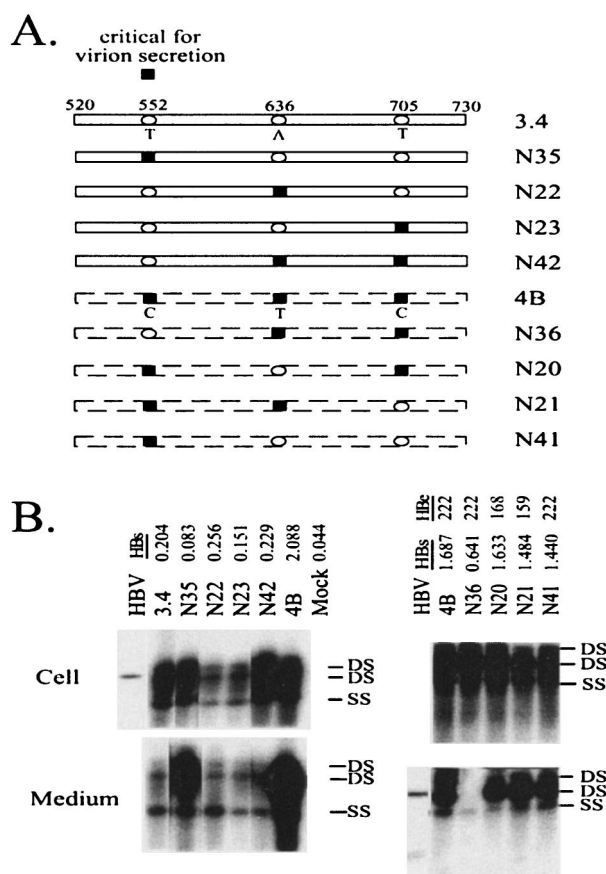 A.
critical for
virion secretion
520 552 636 705 730
T Λ T 3.4
N35
N22
N23
N42
4B
C T C
N36
N20
N21
N41
B.
HBs 0.204 0.083 0.256 0.151 0.229 2.088 0.044
HBV 3.4 N35 N22 N23 N42 4B Mock
Cell
DS
DS
SS
Medium
DS
DS
SS
HBe 222 222 168 159 222
HBs 1.687 0.641 1.633 1.484 1.440
HBV 4B N36 N20 N21 N41
DS
DS
SS
DS
DS
SS